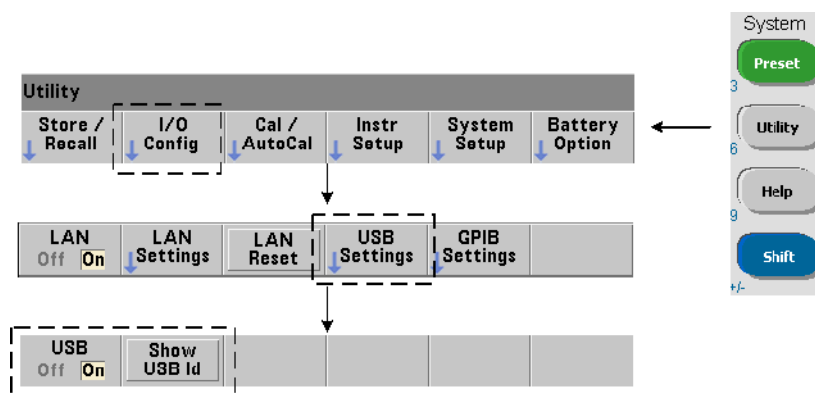 System
Preset
3
Utility
6
Help
9
Shift
+/-
Utility
Store / Recall
I/O Config
Cal / AutoCal
Instr Setup
System Setup
Battery Option
LAN
Off On
LAN Settings
LAN Reset
USB Settings
GPIB Settings
USB
Off On
Show USB Id